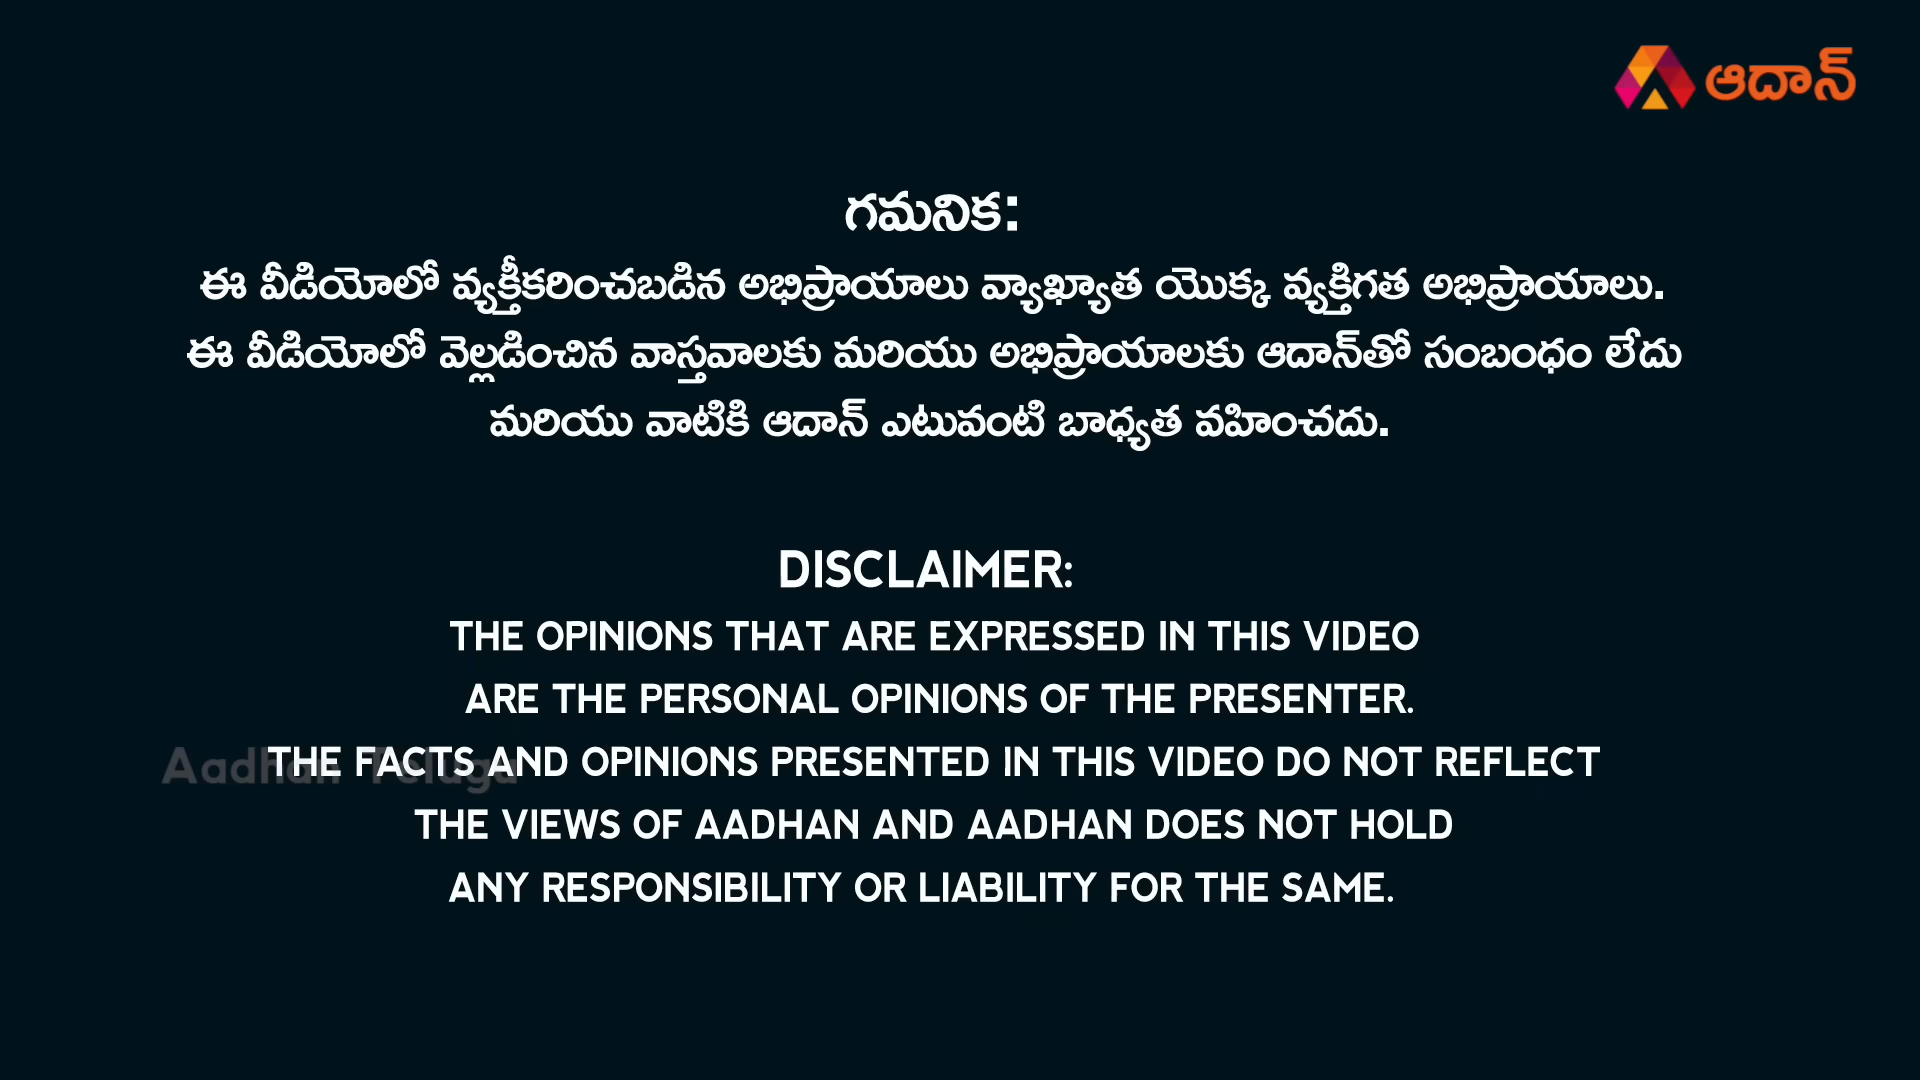 ఆదాన్
గమనిక:
ఈ వీడియోలో వ్యక్తీకరించబడిన అభిప్రాయాలు వ్యాఖ్యాత యొక్క వ్యక్తిగత అభిప్రాయాలు.
ఈ వీడియోలో వెల్లడించిన వాస్తవాలకు మరియు అభిప్రాయాలకు ఆదాన్‌తో సంబంధం లేదు
మరియు వాటికి ఆదాన్ ఎటువంటి బాధ్యత వహించదు.
DISCLAIMER:
THE OPINIONS THAT ARE EXPRESSED IN THIS VIDEO
ARE THE PERSONAL OPINIONS OF THE PRESENTER.
THE FACTS AND OPINIONS PRESENTED IN THIS VIDEO DO NOT REFLECT
Aadhan Telugu
THE VIEWS OF AADHAN AND AADHAN DOES NOT HOLD
ANY RESPONSIBILITY OR LIABILITY FOR THE SAME.